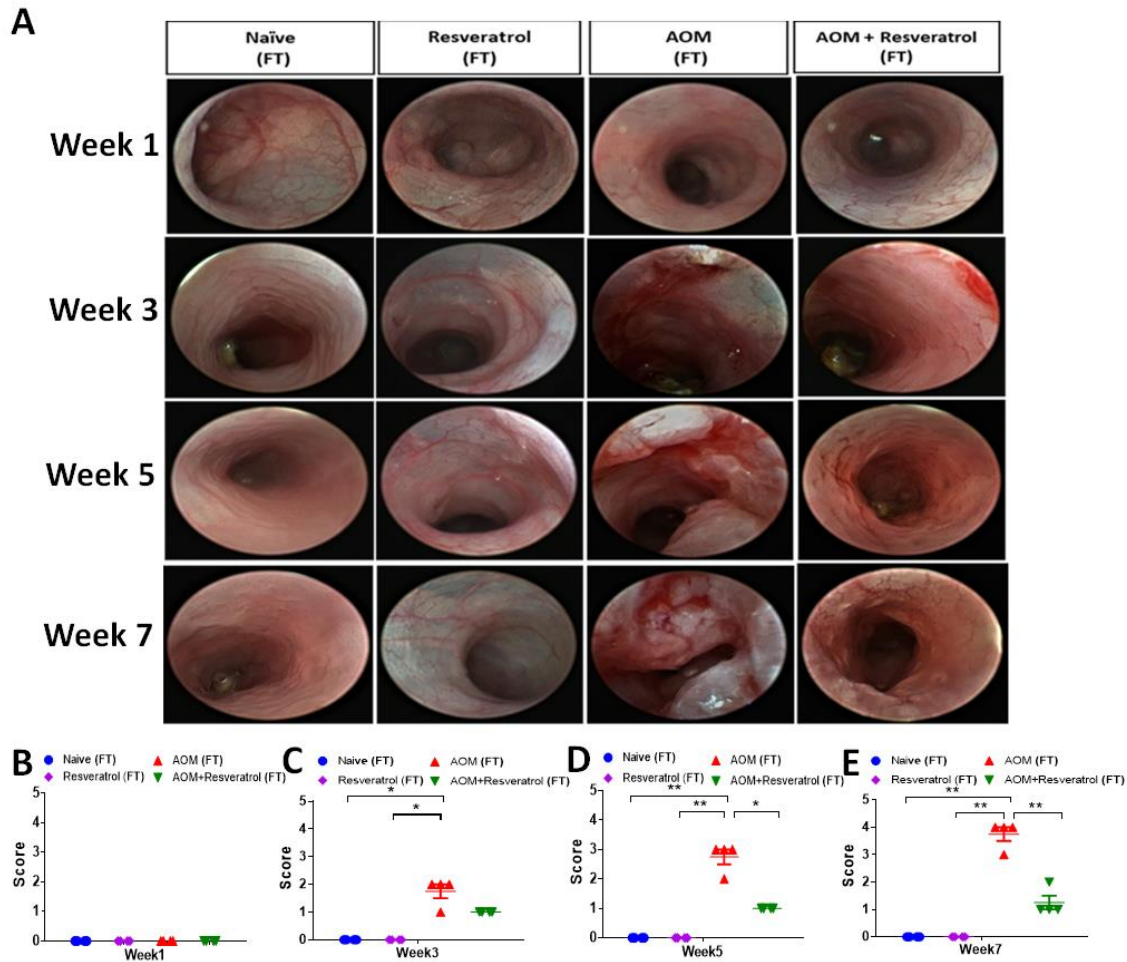 A
Naïve
(FT)
Resveratrol
(FT)
AOM
(FT)
AOM + Resveratrol
(FT)
Week 1
Week 3
Week 5
Week 7
B
Naive (FT) AOM (FT)
Resveratrol (FT) AOM+Resveratrol (FT)
Score
5
4
3
2
1
0
Week1
C
Naive (FT) AOM (FT)
Resveratrol (FT) AOM+Resveratrol (FT)
*
*
Score
5
4
3
2
1
0
Week3
D
Naive (FT) AOM (FT)
Resveratrol (FT) AOM+Resveratrol (FT)
**
** *
Score
5
4
3
2
1
0
Week5
E
Naive (FT) AOM (FT)
Resveratrol (FT) AOM+Resveratrol (FT)
**
** **
Score
5
4
3
2
1
0
Week7